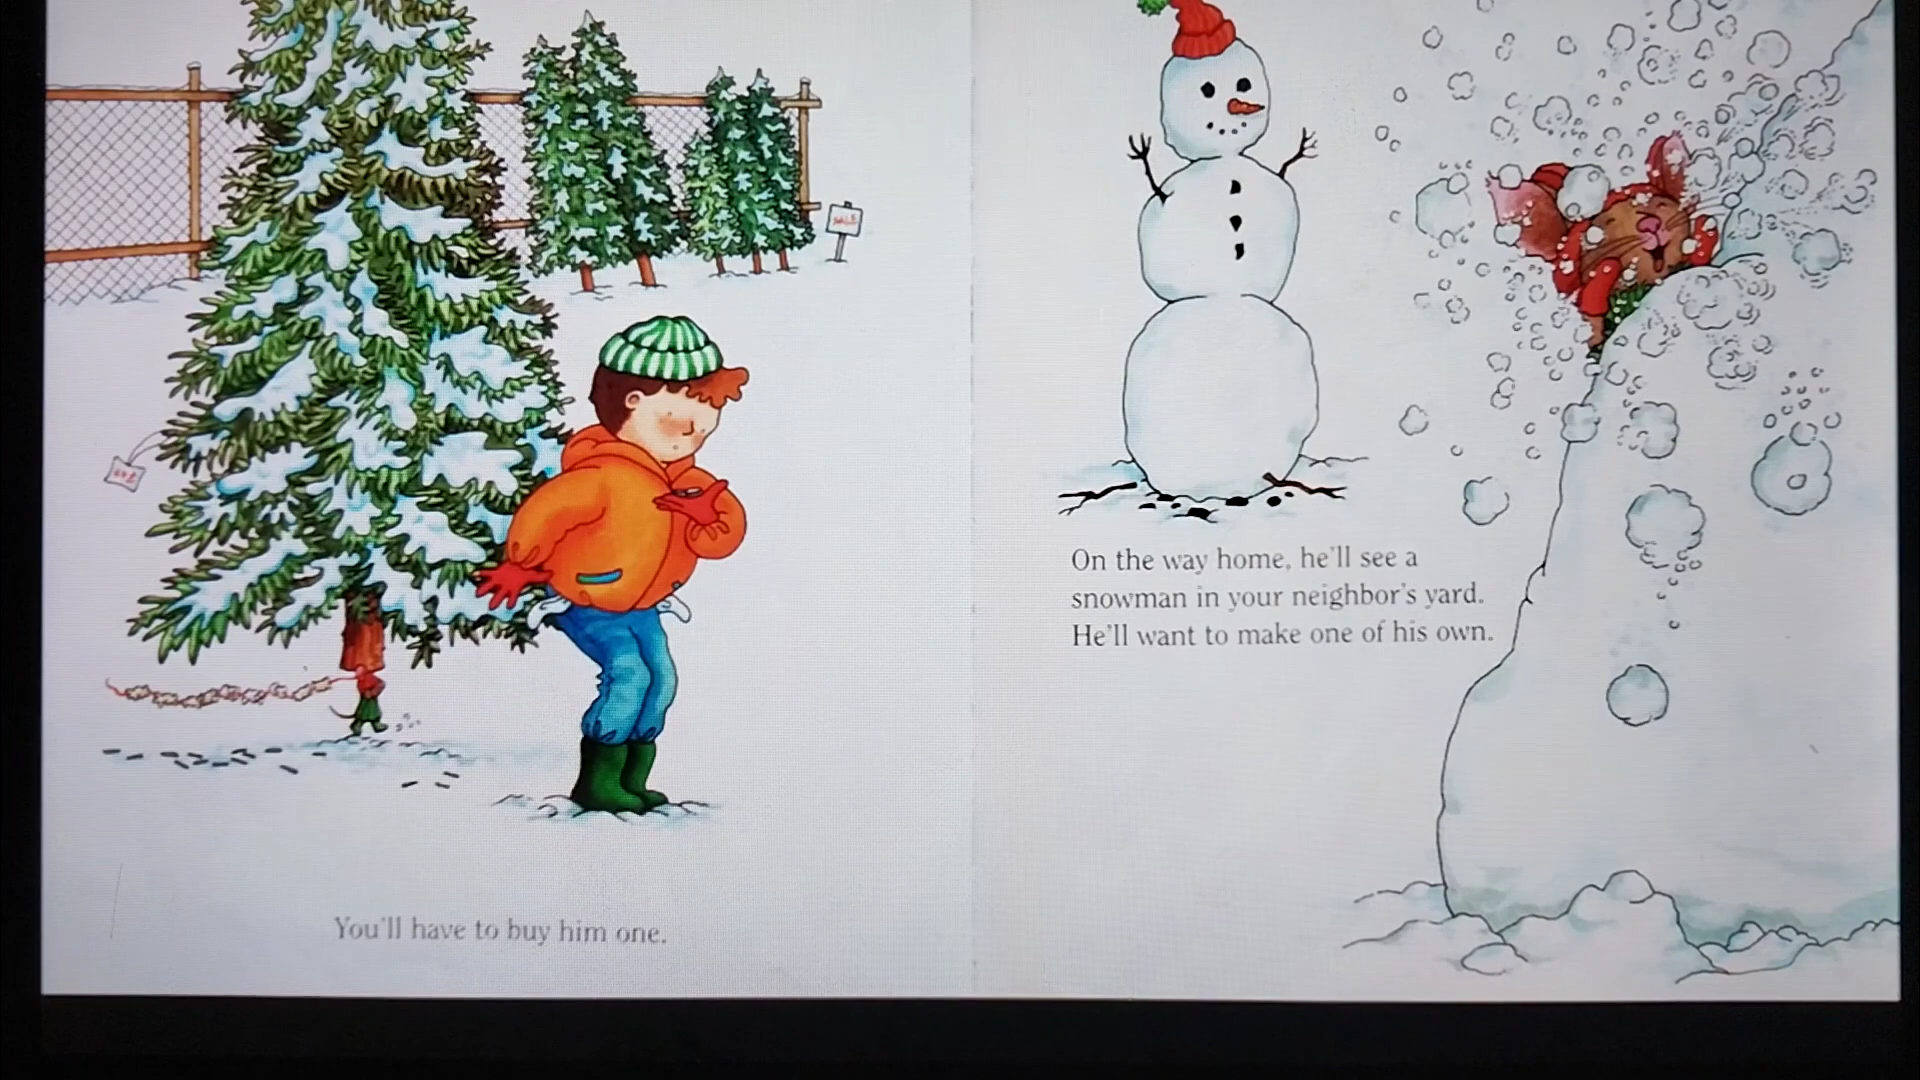 SALE
You'll have to buy him one.
On the way home, he'll see a
snowman in your neighbor's yard.
He'll want to make one of his own.